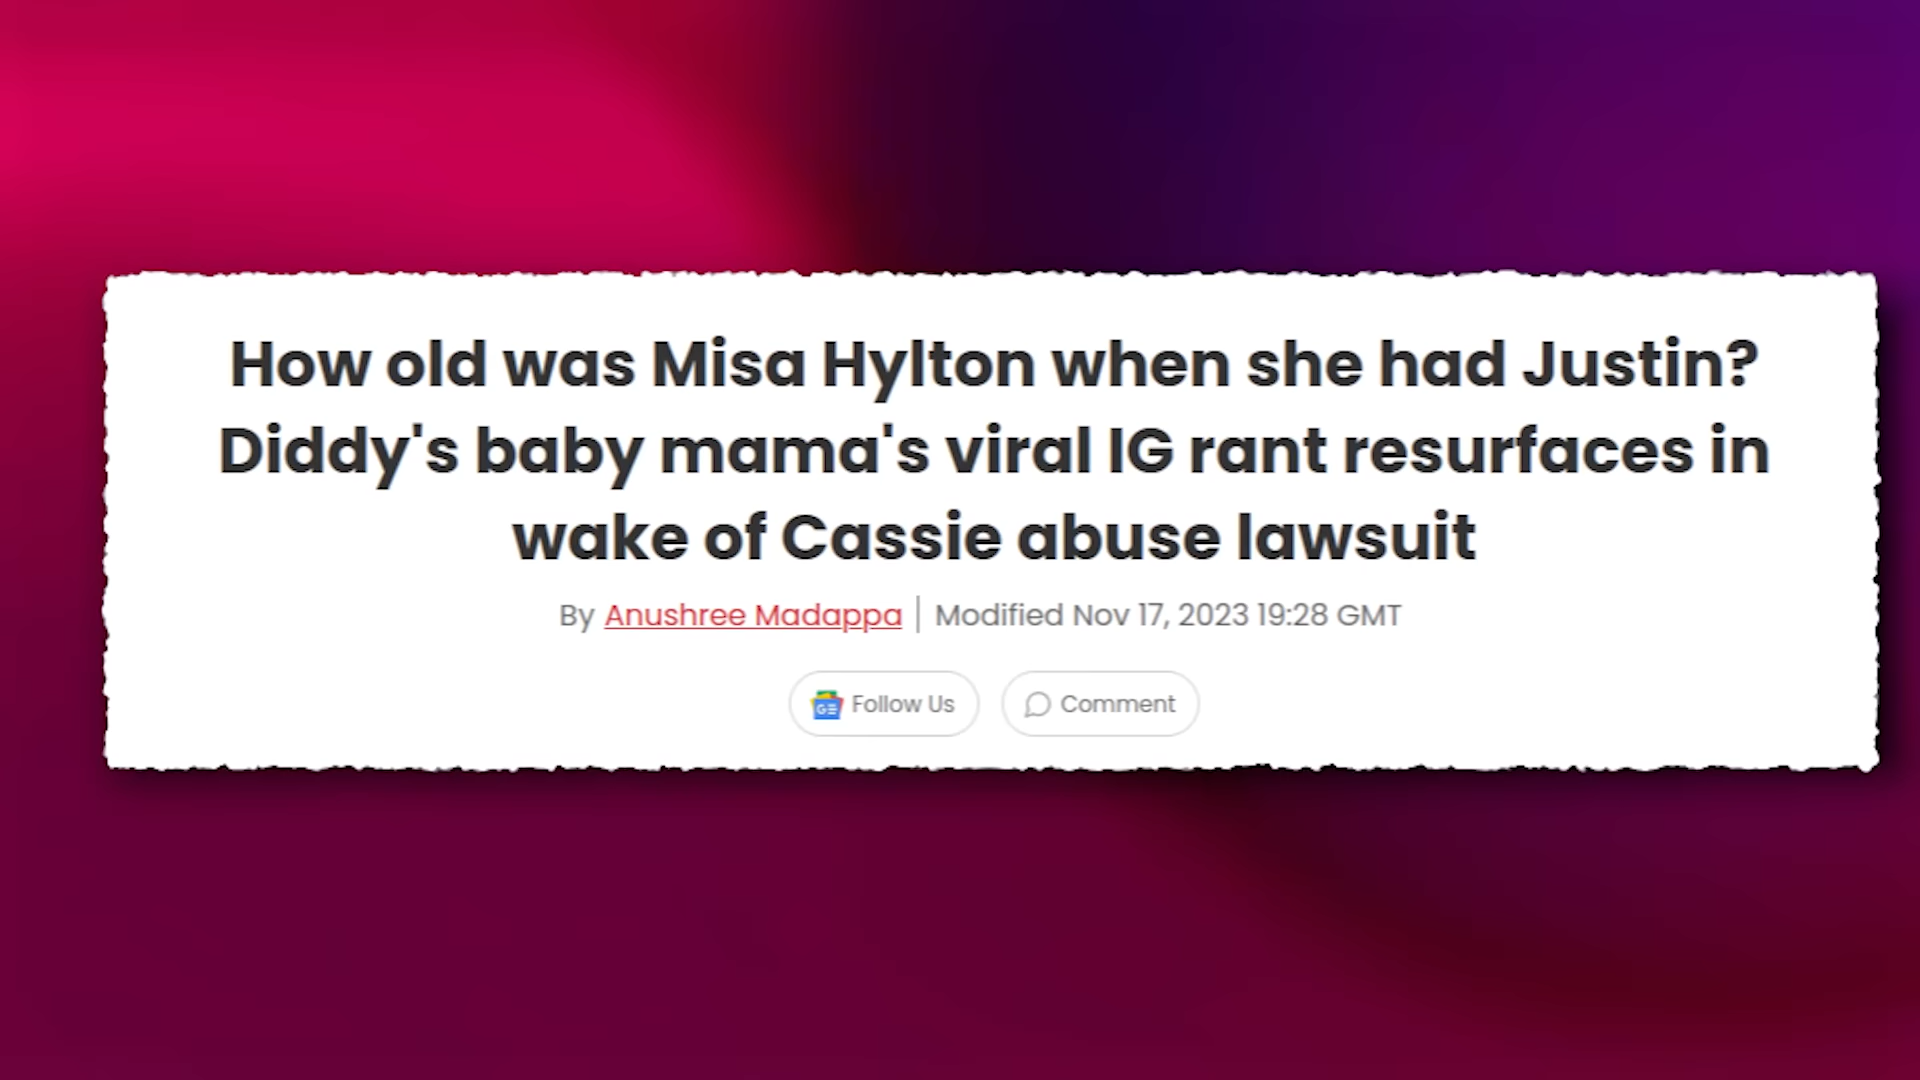 How old was Misa Hylton when she had Justin?
Diddy's baby mama's viral IG rant resurfaces in
wake of Cassie abuse lawsuit
By Anushree Madappa | Modified Nov 17, 2023 19:28 GMT
GE Follow Us Comment